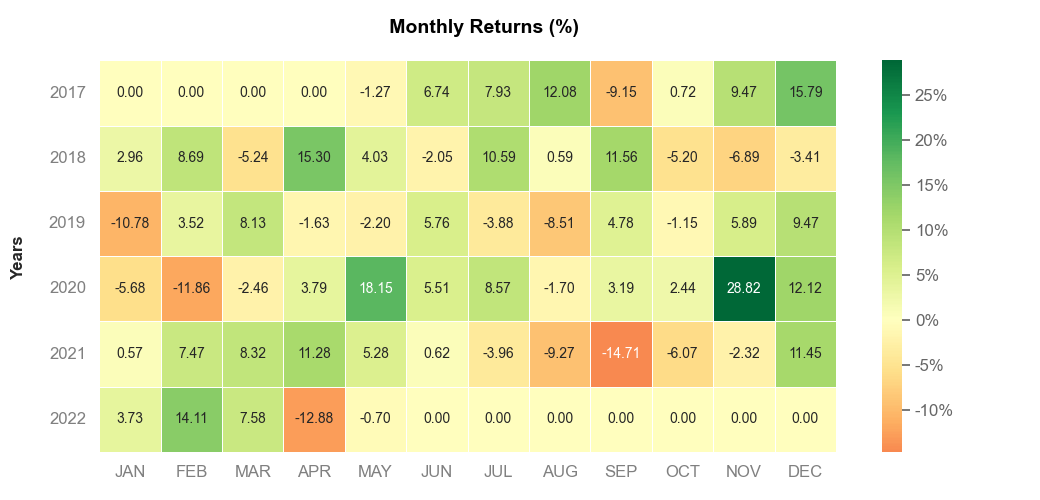 Monthly Returns (%)
Years
2017 0.00 0.00 0.00 0.00 -1.27 6.74 7.93 12.08 -9.15 0.72 9.47 15.79
2018 2.96 8.69 -5.24 15.30 4.03 -2.05 10.59 0.59 11.56 -5.20 -6.89 -3.41
2019 -10.78 3.52 8.13 -1.63 -2.20 5.76 -3.88 -8.51 4.78 -1.15 5.89 9.47
2020 -5.68 -11.86 -2.46 3.79 18.15 5.51 8.57 -1.70 3.19 2.44 28.82 12.12
2021 0.57 7.47 8.32 11.28 5.28 0.62 -3.96 -9.27 -14.71 -6.07 -2.32 11.45
2022 3.73 14.11 7.58 -12.88 -0.70 0.00 0.00 0.00 0.00 0.00 0.00 0.00
JAN FEB MAR APR MAY JUN JUL AUG SEP OCT NOV DEC
25%
20%
15%
10%
5%
0%
-5%
-10%